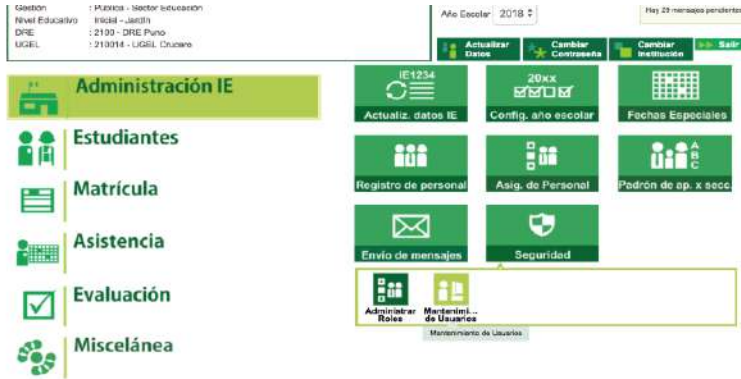 Gestión : Pública - Sector Educación
Nivel Educativo : Inicial - Jardín
DRE : 2100 - DRE Puno
UGEL : 210014 - UGEL Crucero
Año Escolar 2018
Hay 29 mensajes pendientes
Actualizar Datos
Cambiar Contraseña
Cambiar Institución
Salir
Administración IE
Estudiantes
Matrícula
Asistencia
Evaluación
Miscelánea
IE1234
Actualiz. datos IE
20xx
Config. año escolar
Fechas Especiales
Registro de personal
Asig. de Personal
A
B
C
Padrón de ap. x secc.
Envío de mensajes
Seguridad
Administrar
Roles
Mantenimi...
de Usuarios
Mantenimiento de Usuarios